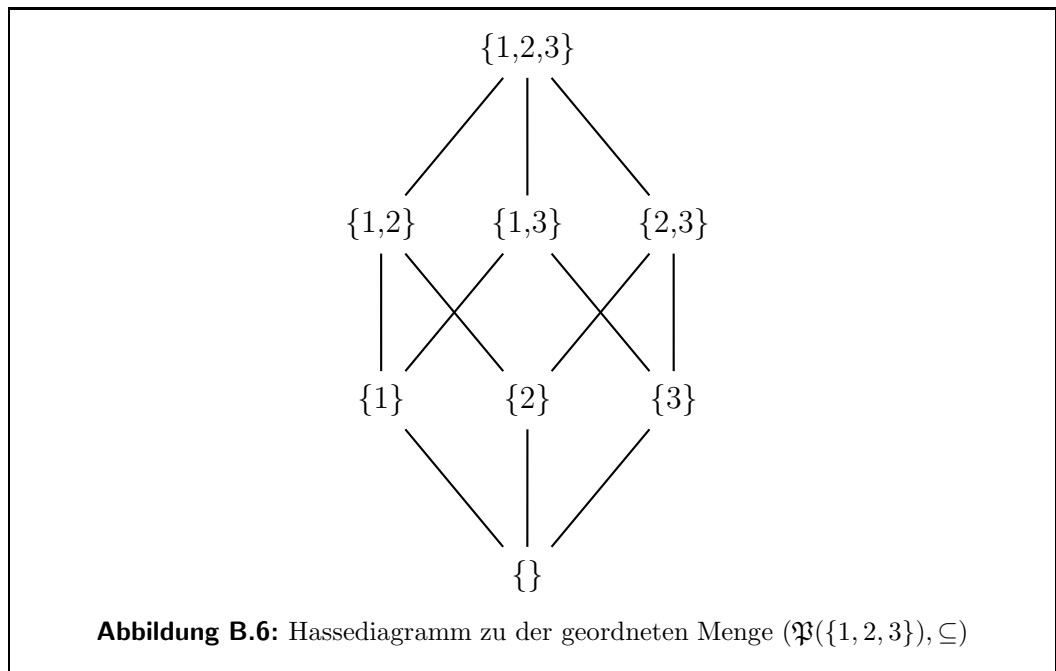 {1,2,3}
{1,2} {1,3} {2,3}
{1} {2} {3}
{}
Abbildung B.6: Hassediagramm zu der geordneten Menge (𝔓({1, 2, 3}), ⊆)